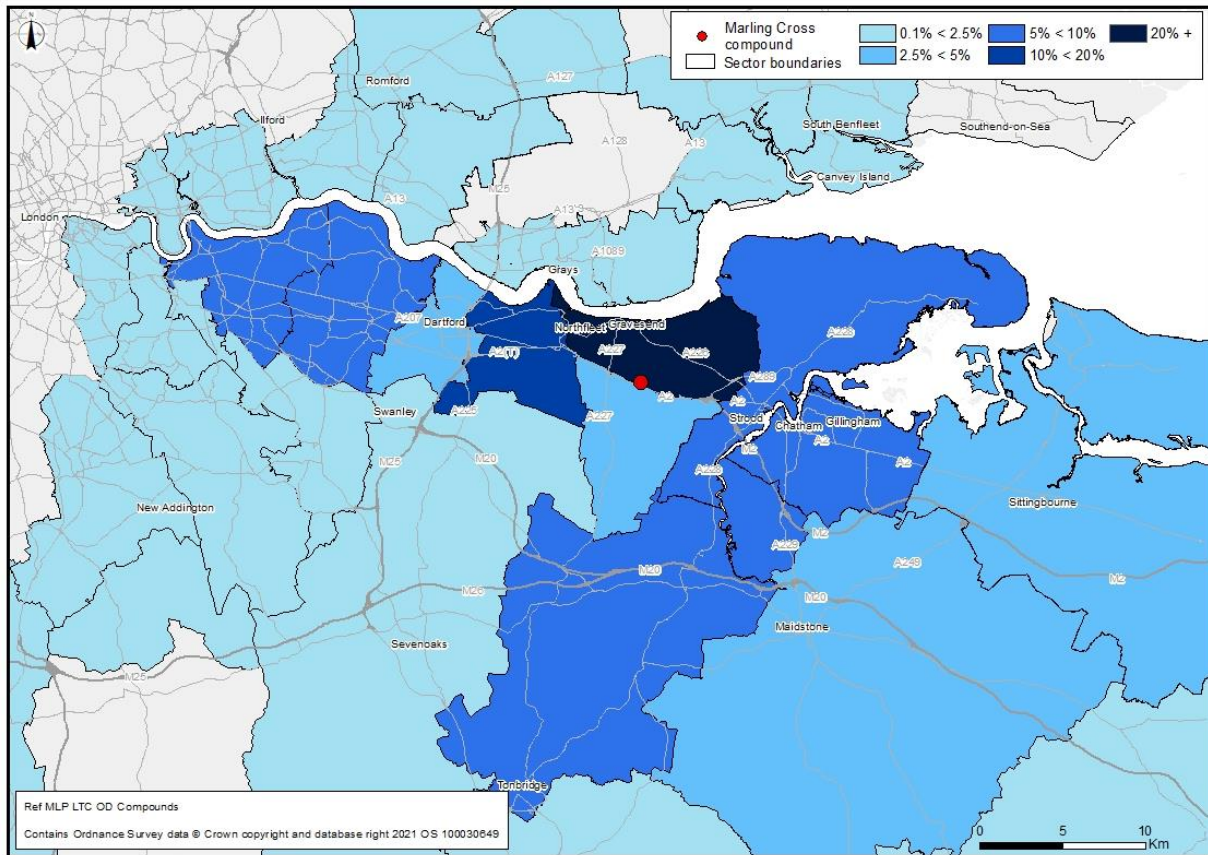 N
Marling Cross
compound
Sector boundaries
0.1% < 2.5%
2.5% < 5%
5% < 10%
10% < 20%
20% +
Romford
A127
Ilford
A128
South Benfleet
Southend-on-Sea
A13
Canvey Island
M25
A13
A13
London
A1089
Grays
A207
Dartford
Northfleet
Gravesend
A2(T)
A227
A226
A228
A289
Swanley
A225
A227
A2
A2
Strood
Chatham
Gillingham
A2
M2
A2
M25
M20
A228
New Addington
Sittingbourne
A229
M2
A249
M2
M20
M26
M20
Maidstone
Sevenoaks
M25
Tonbridge
Ref MLP LTC OD Compounds
Contains Ordnance Survey data © Crown copyright and database right 2021 OS 100030649
0
5
10
Km